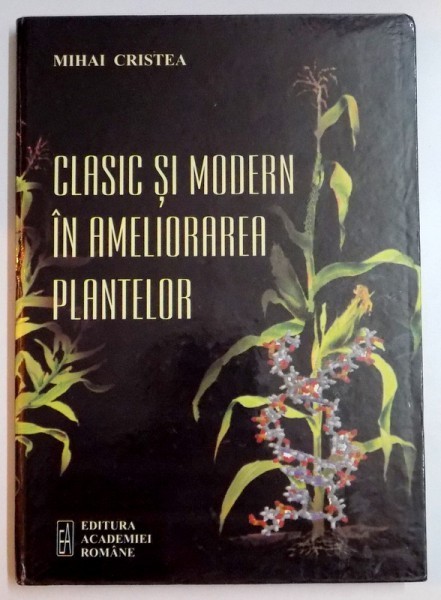 MIHAI CRISTEA
CLASIC ȘI MODERN
ÎN AMELIORAREA
PLANTELOR
EA
EDITURA
ACADEMIEI
ROMÂNE